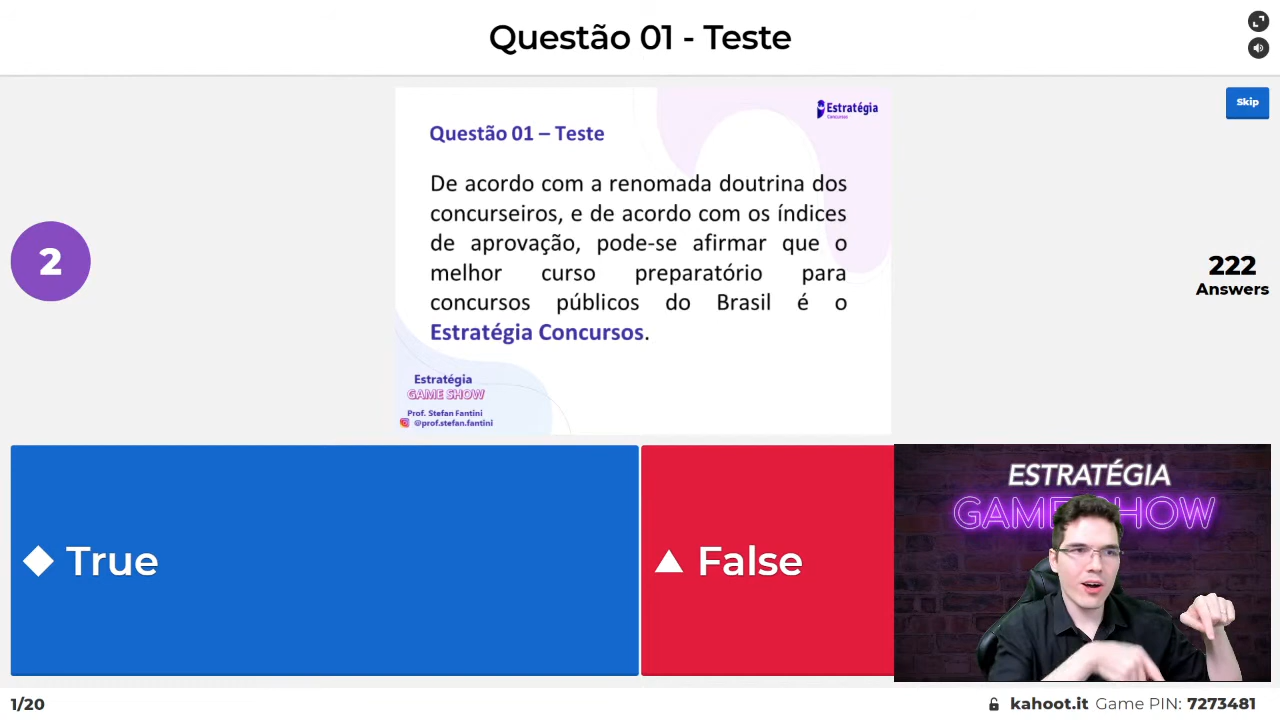 Questão 01 - Teste
Skip
Estratégia
Concursos
Questão 01 – Teste
De acordo com a renomada doutrina dos
concurseiros, e de acordo com os índices
de aprovação, pode-se afirmar que o
melhor curso preparatório para
concursos públicos do Brasil é o
Estratégia Concursos.
2
222
Answers
Estratégia
GAME SHOW
Prof. Stefan Fantini
@prof.stefan.fantini
True
False
ESTRATÉGIA
GAME SHOW
1/20
kahoot.it Game PIN: 7273481